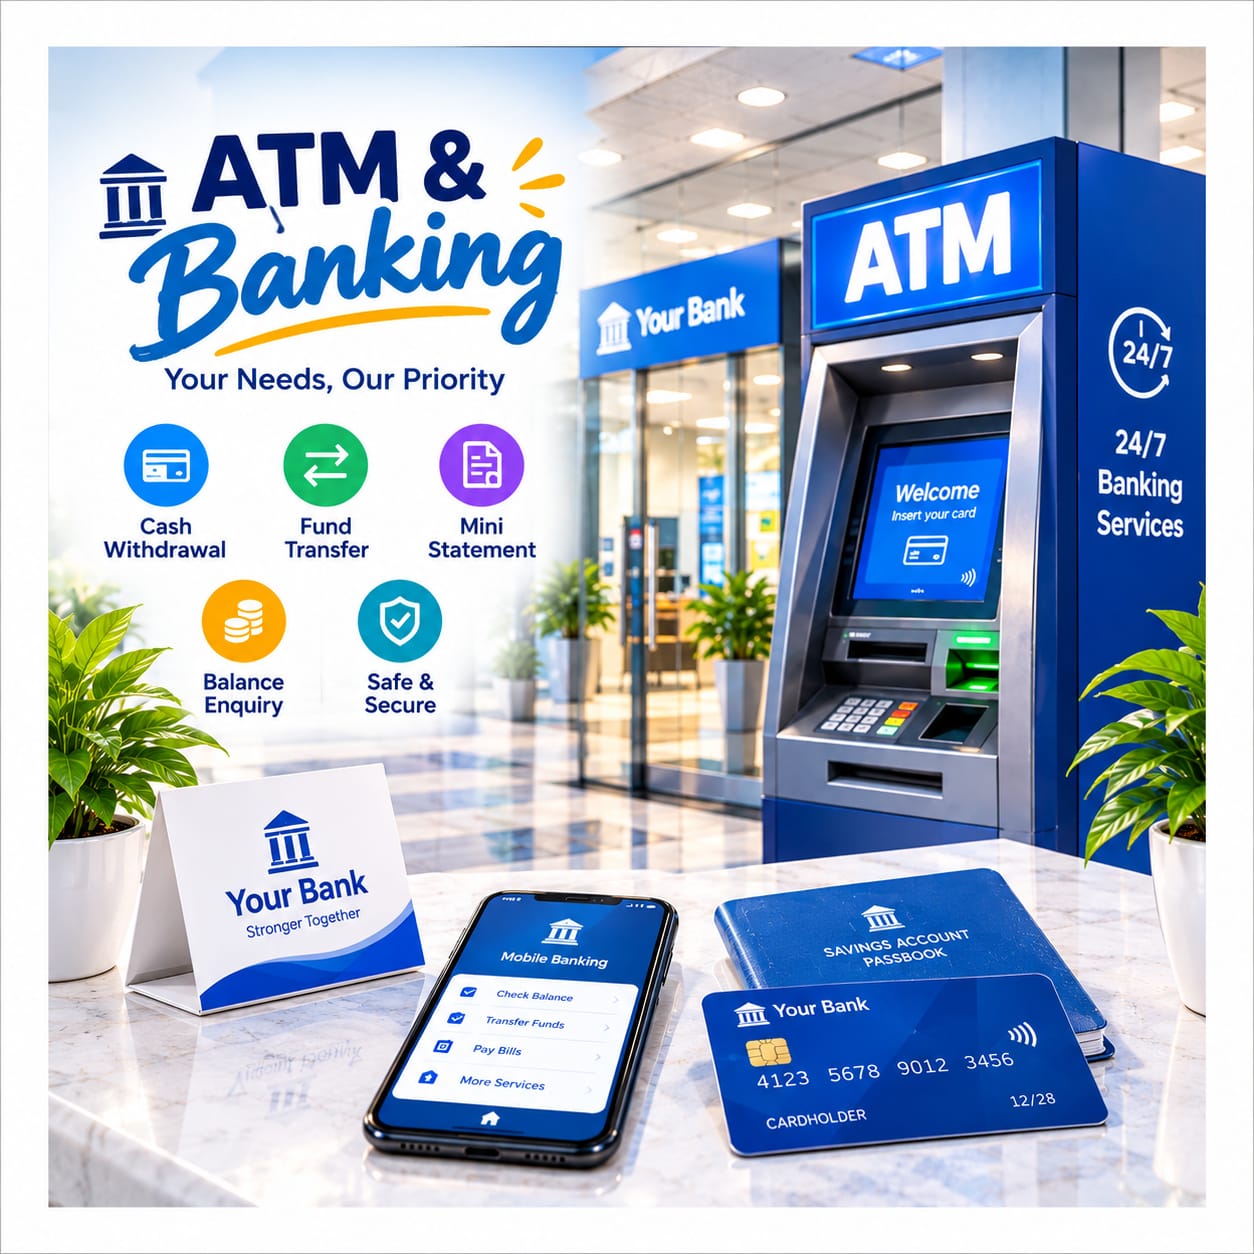 ATM &
Banking
Your Needs, Our Priority
Cash
Withdrawal
Fund
Transfer
Mini
Statement
Balance
Enquiry
Safe &
Secure
Your Bank
ATM
24/7
24/7
Banking
Services
Welcome
Insert your card
Your Bank
Stronger Together
Mobile Banking
Check Balance
Transfer Funds
Pay Bills
More Services
SAVINGS ACCOUNT
PASSBOOK
Your Bank
4123 5678 9012 3456
12/28
CARDHOLDER